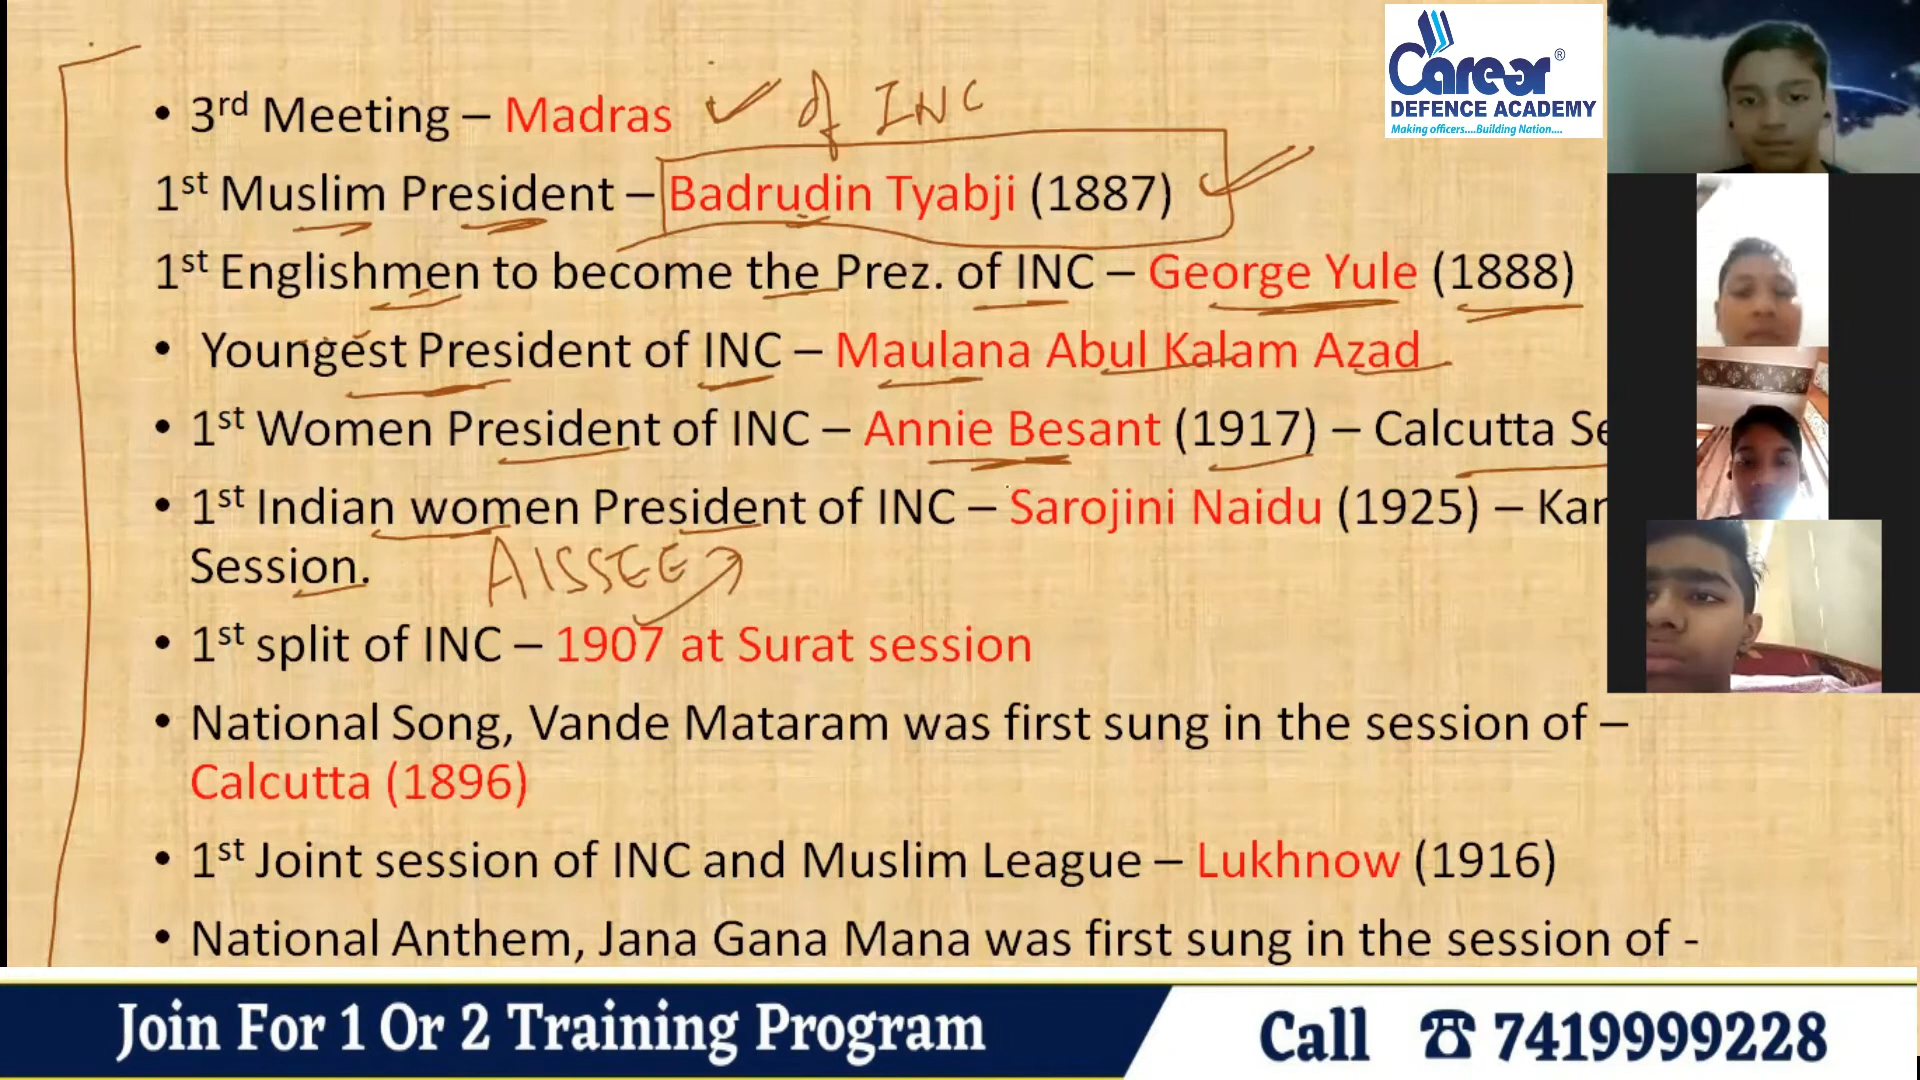 • 3rd Meeting – Madras ✓ of INC
1st Muslim President – Badrudin Tyabji (1887)
1st Englishmen to become the Prez. of INC – George Yule (1888)
• Youngest President of INC – Maulana Abul Kalam Azad
• 1st Women President of INC – Annie Besant (1917) – Calcutta Se
• 1st Indian women President of INC – Sarojini Naidu (1925) – Kan
Session.
AISSEE
• 1st split of INC – 1907 at Surat session
• National Song, Vande Mataram was first sung in the session of –
Calcutta (1896)
• 1st Joint session of INC and Muslim League – Lukhnow (1916)
• National Anthem, Jana Gana Mana was first sung in the session of -
Carear®
DEFENCE ACADEMY
Making officers....Building Nation....
Join For 1 Or 2 Training Program
Call ☎ 7419999228